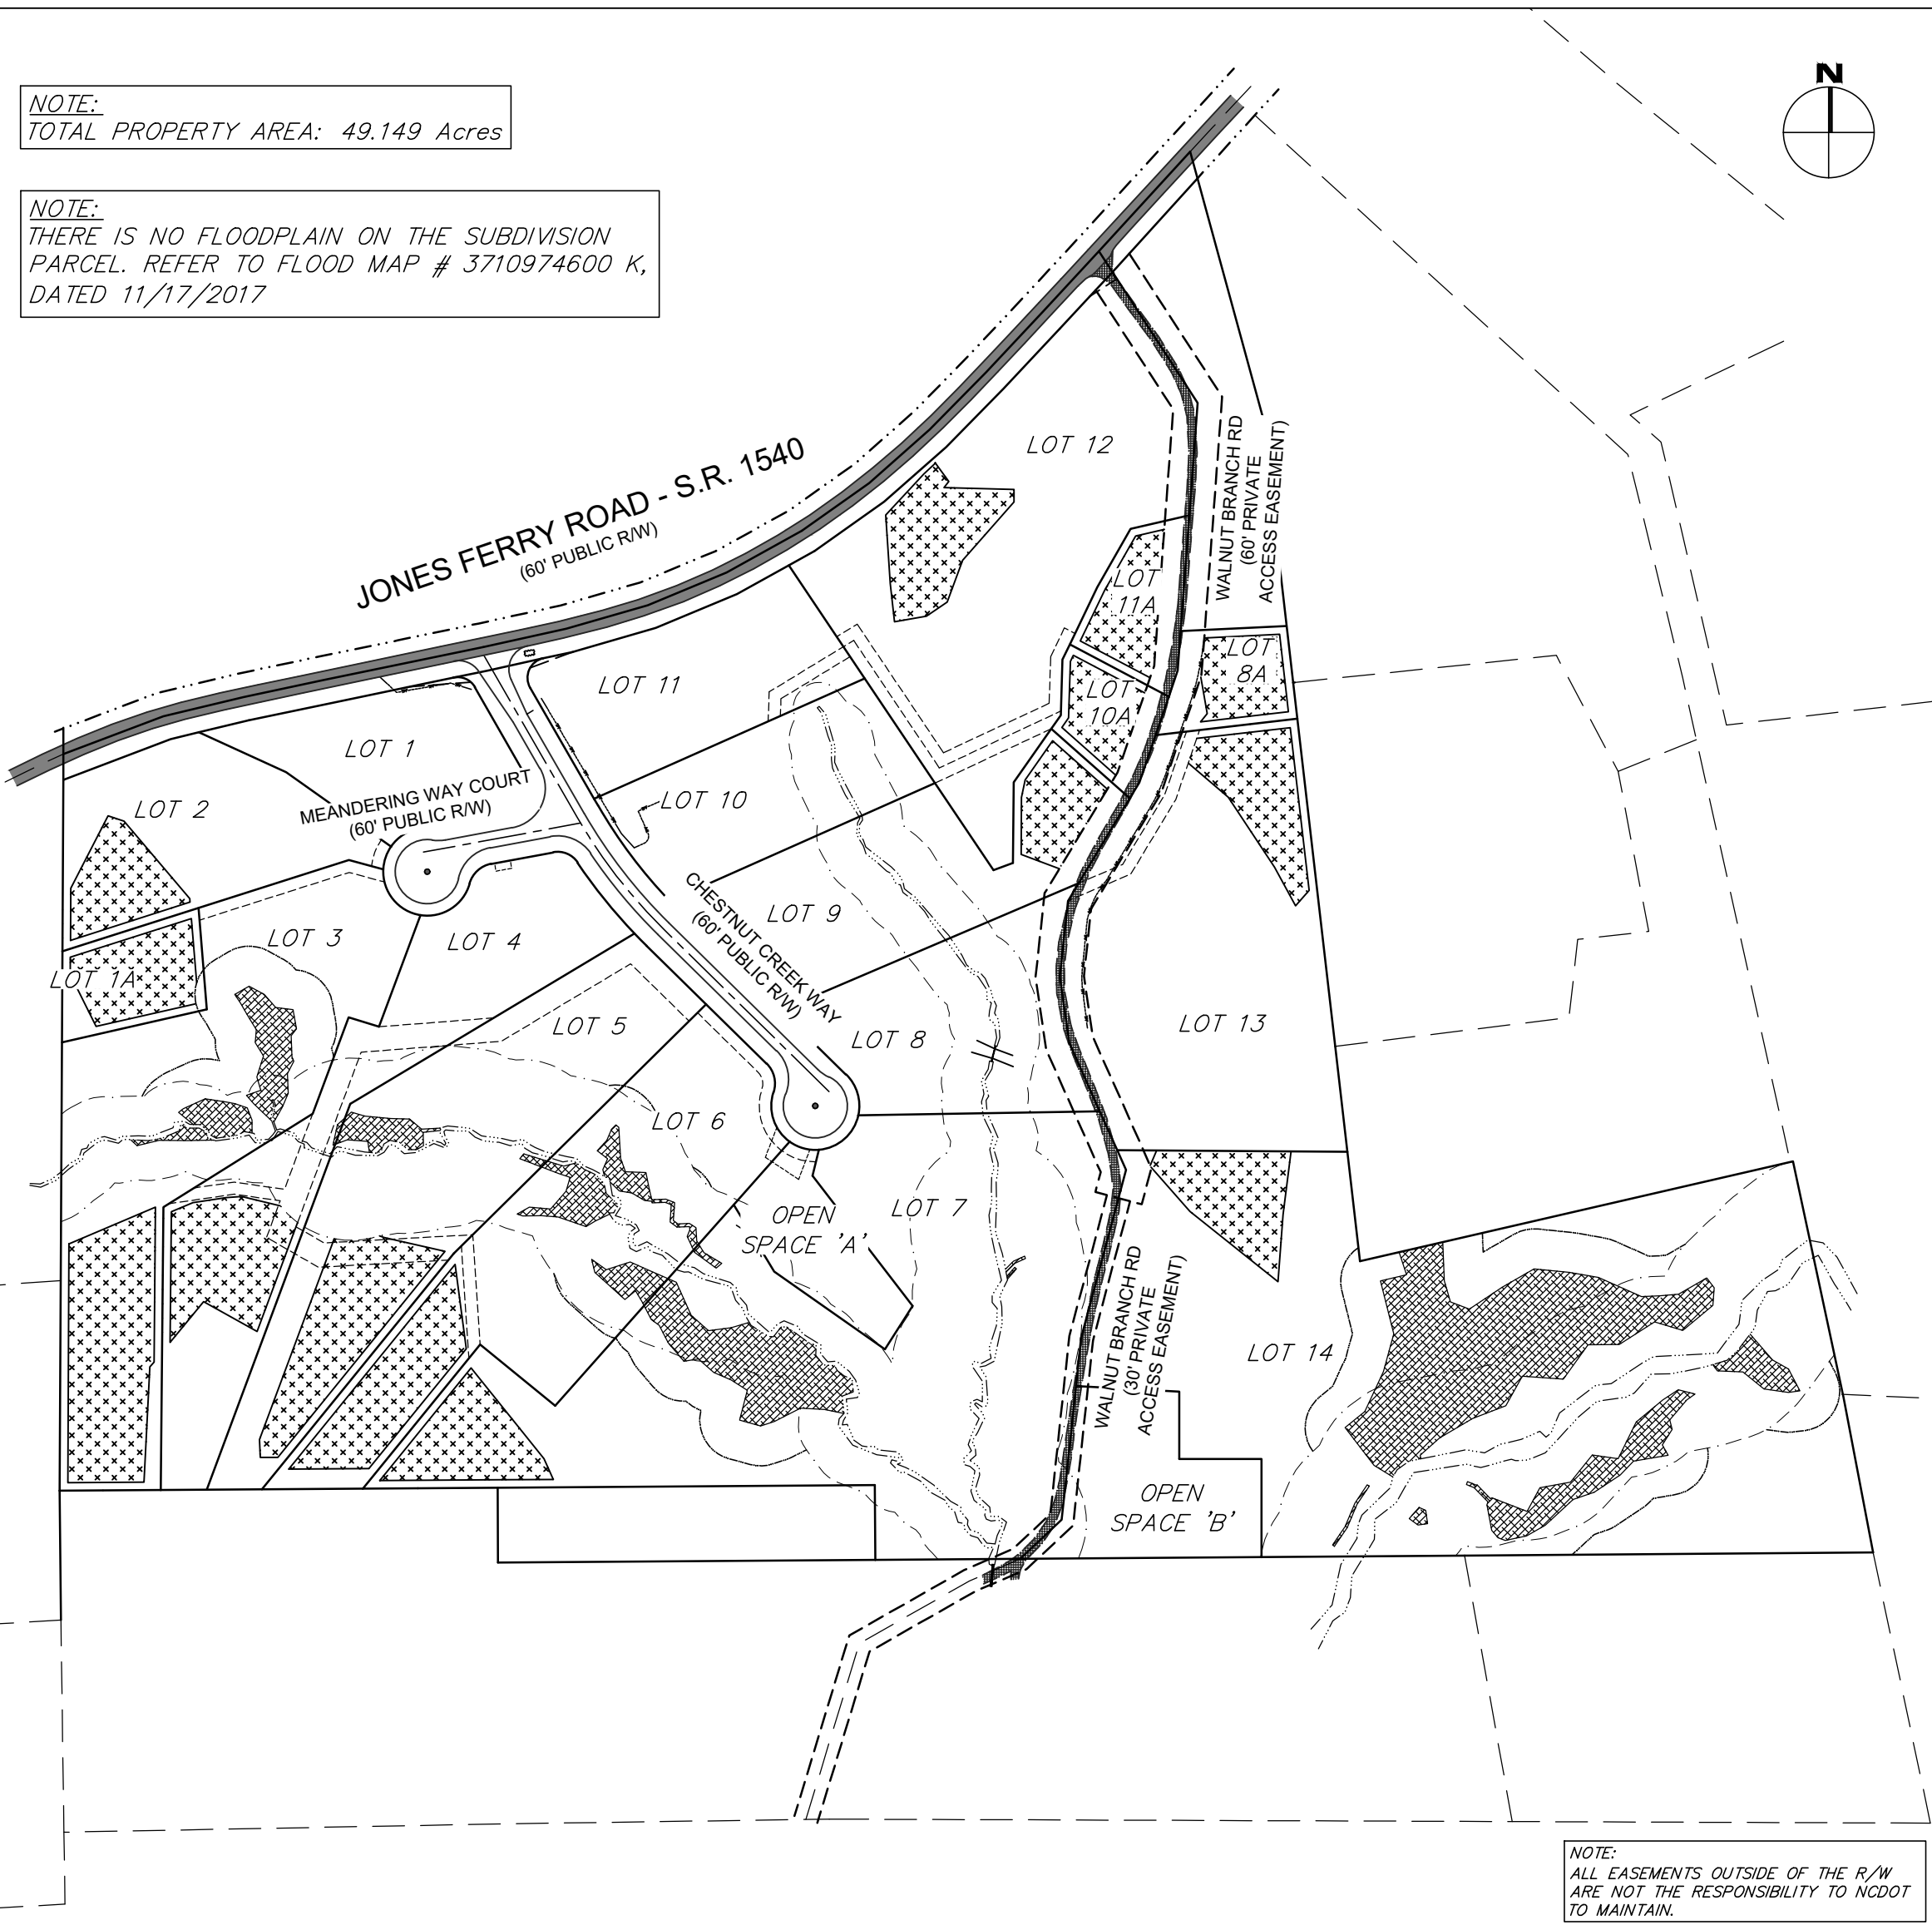 N
NOTE:
TOTAL PROPERTY AREA: 49.149 Acres
NOTE:
THERE IS NO FLOODPLAIN ON THE SUBDIVISION
PARCEL. REFER TO FLOOD MAP # 3710974600 K,
DATED 11/17/2017
JONES FERRY ROAD - S.R. 1540
(60' PUBLIC R/W)
LOT 12
WALNUT BRANCH RD
(60' PRIVATE
ACCESS EASEMENT)
LOT
11A
LOT
8A
LOT
10A
LOT 11
LOT 1
LOT 2
MEANDERING WAY COURT
(60' PUBLIC R/W)
LOT 10
CHESTNUT CREEK WAY
(60' PUBLIC R/W)
LOT 9
LOT 3
LOT 4
LOT 1A
LOT 5
LOT 8
LOT 13
LOT 6
LOT 7
OPEN
SPACE 'A'
WALNUT BRANCH RD
(30' PRIVATE
ACCESS EASEMENT)
LOT 14
OPEN
SPACE 'B'
NOTE:
ALL EASEMENTS OUTSIDE OF THE R/W
ARE NOT THE RESPONSIBILITY TO NCDOT
TO MAINTAIN.